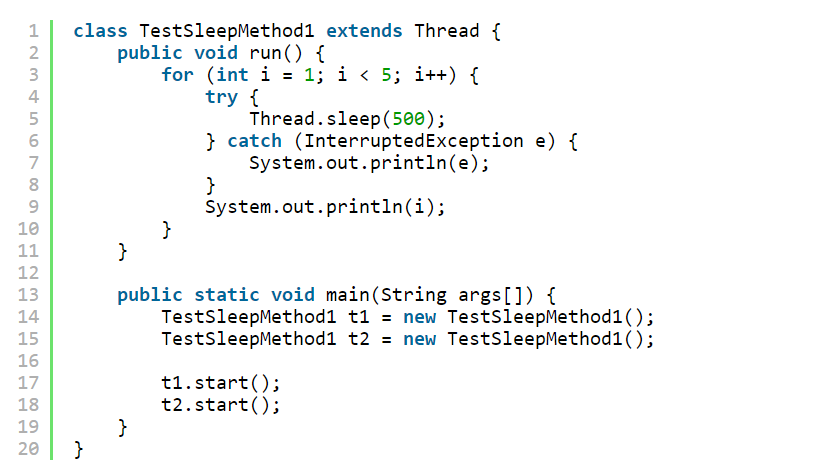 1 class TestSleepMethod1 extends Thread {
2 public void run() {
3 for (int i = 1; i < 5; i++) {
4 try {
5 Thread.sleep(500);
6 } catch (InterruptedException e) {
7 System.out.println(e);
8 }
9 System.out.println(i);
10 }
11 }
12
13 public static void main(String args[]) {
14 TestSleepMethod1 t1 = new TestSleepMethod1();
15 TestSleepMethod1 t2 = new TestSleepMethod1();
16
17 t1.start();
18 t2.start();
19 }
20 }